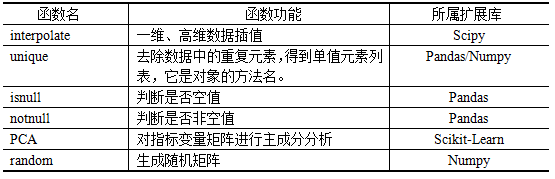 函数名 函数功能 所属扩展库
interpolate 一维、高维数据插值 Scipy
unique 去除数据中的重复元素，得到单值元素列 Pandas/Numpy
表，它是对象的方法名。
isnull 判断是否空值 Pandas
notnull 判断是否非空值 Pandas
PCA 对指标变量矩阵进行主成分分析 Scikit-Learn
random 生成随机矩阵 Numpy